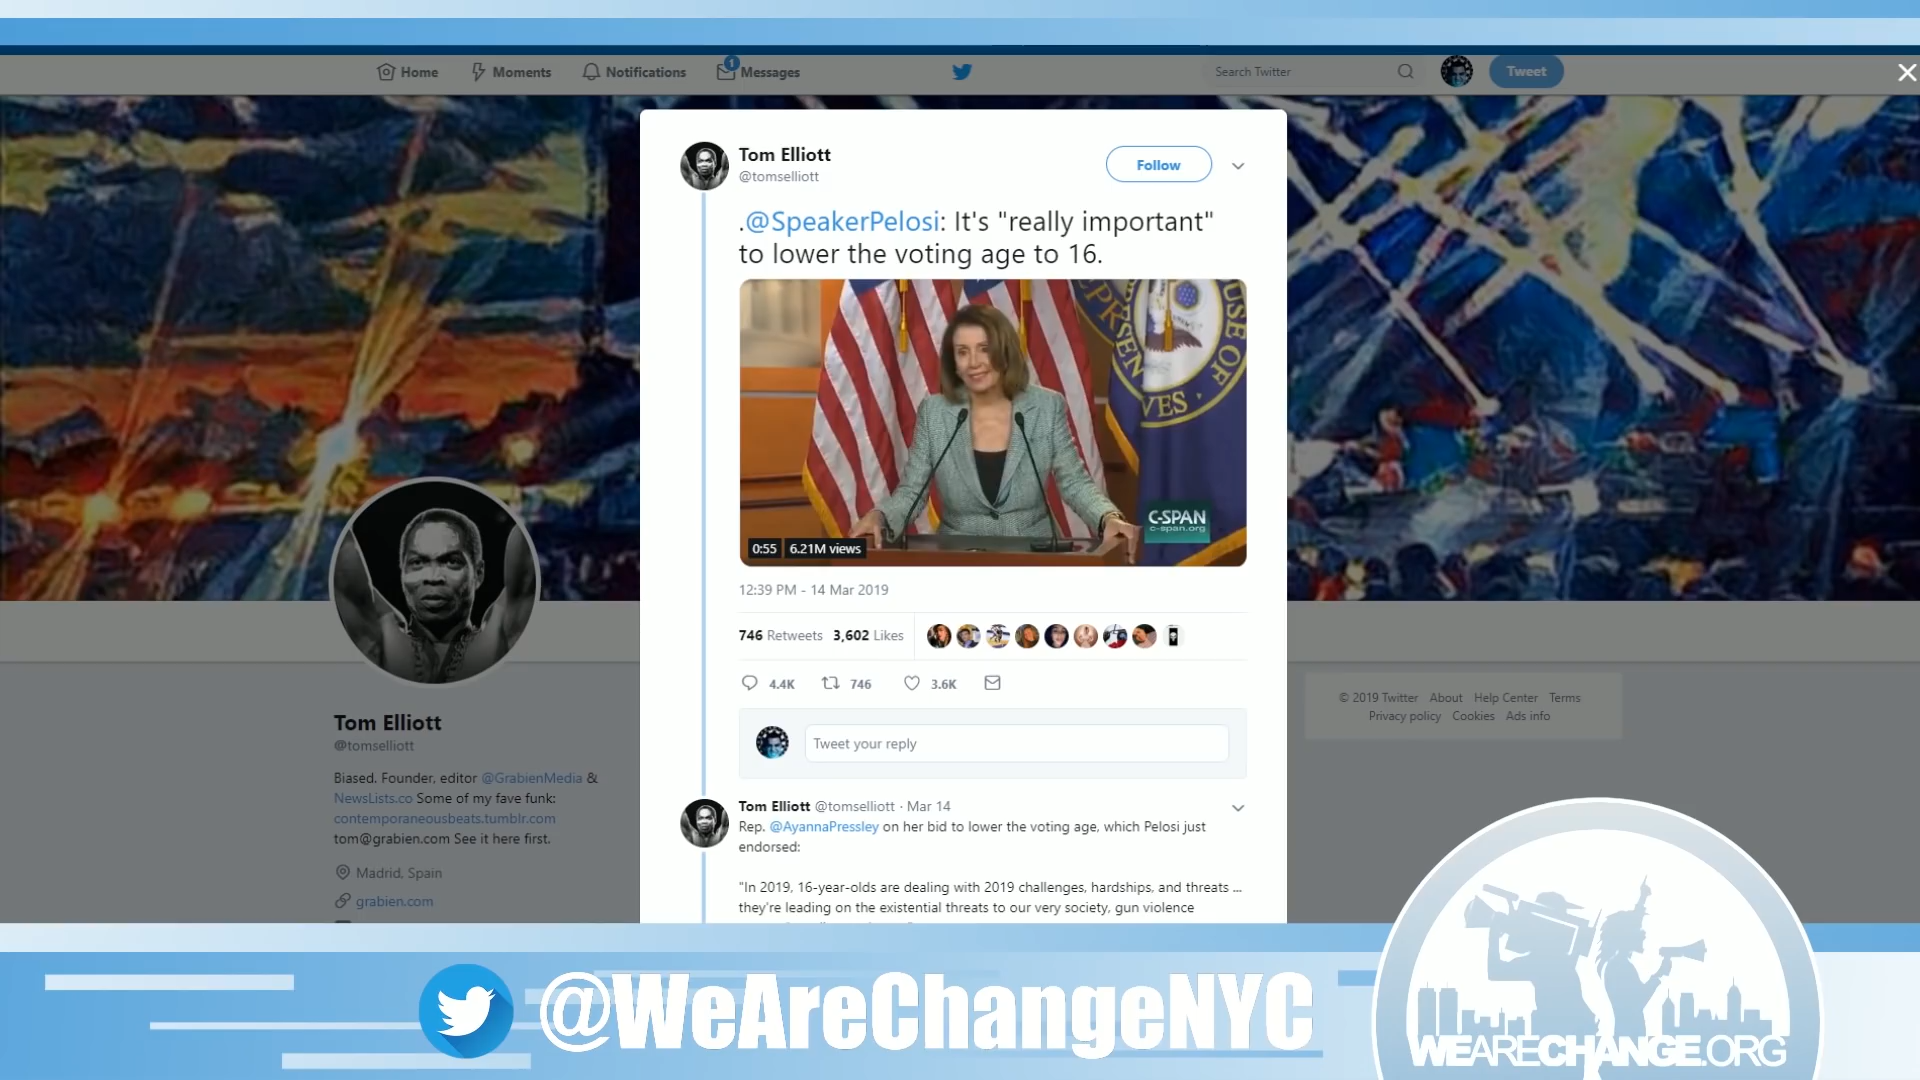 Home
Moments
Notifications
1
Messages
Search Twitter
Tweet
Tom Elliott
@tomselliott
Follow
.@SpeakerPelosi: It's "really important"
to lower the voting age to 16.
USE OF
VES
C-SPAN
c-span.org
0:55 6.21M views
12:39 PM - 14 Mar 2019
746 Retweets 3,602 Likes
4.4K 746 3.6K
Tweet your reply
Tom Elliott @tomselliott · Mar 14
Rep. @AyannaPressley on her bid to lower the voting age, which Pelosi just
endorsed:
"In 2019, 16-year-olds are dealing with 2019 challenges, hardships, and threats ...
they're leading on the existential threats to our very society, gun violence
Tom Elliott
@tomselliott
Biased. Founder, editor @GrabienMedia &
NewsLists.co Some of my fave funk:
contemporaneousbeats.tumblr.com
tom@grabien.com See it here first.
Madrid, Spain
grabien.com
© 2019 Twitter About Help Center Terms
Privacy policy Cookies Ads info
@WeAreChangeNYC
WEARECHANGE.ORG